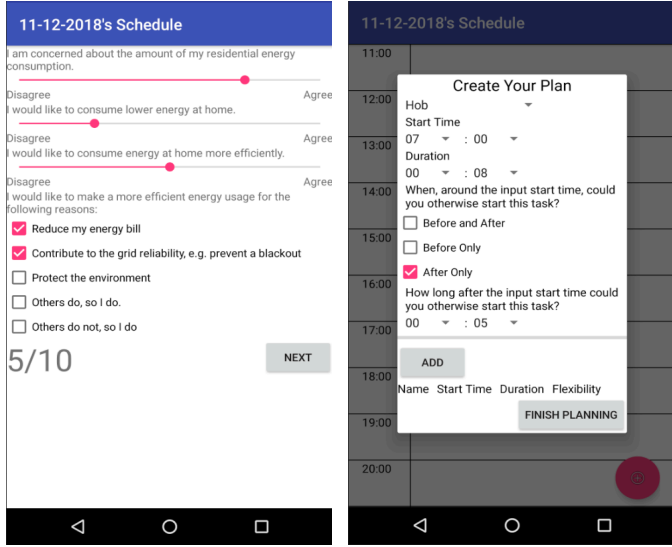 11-12-2018's Schedule
I am concerned about the amount of my residential energy
consumption.
Disagree Agree
I would like to consume lower energy at home.
Disagree Agree
I would like to consume energy at home more efficiently.
Disagree Agree
I would like to make a more efficient energy usage for the
following reasons:
Reduce my energy bill
Contribute to the grid reliability, e.g. prevent a blackout
Protect the environment
Others do, so I do.
Others do not, so I do
5/10 NEXT
11-12-2018's Schedule
11:00
12:00
13:00
14:00
15:00
16:00
17:00
18:00
19:00
20:00
Create Your Plan
Hob
Start Time
07 : 00
Duration
00 : 08
When, around the input start time, could
you otherwise start this task?
Before and After
Before Only
After Only
How long after the input start time could
you otherwise start this task?
00 : 05
ADD
Name Start Time Duration Flexibility
FINISH PLANNING